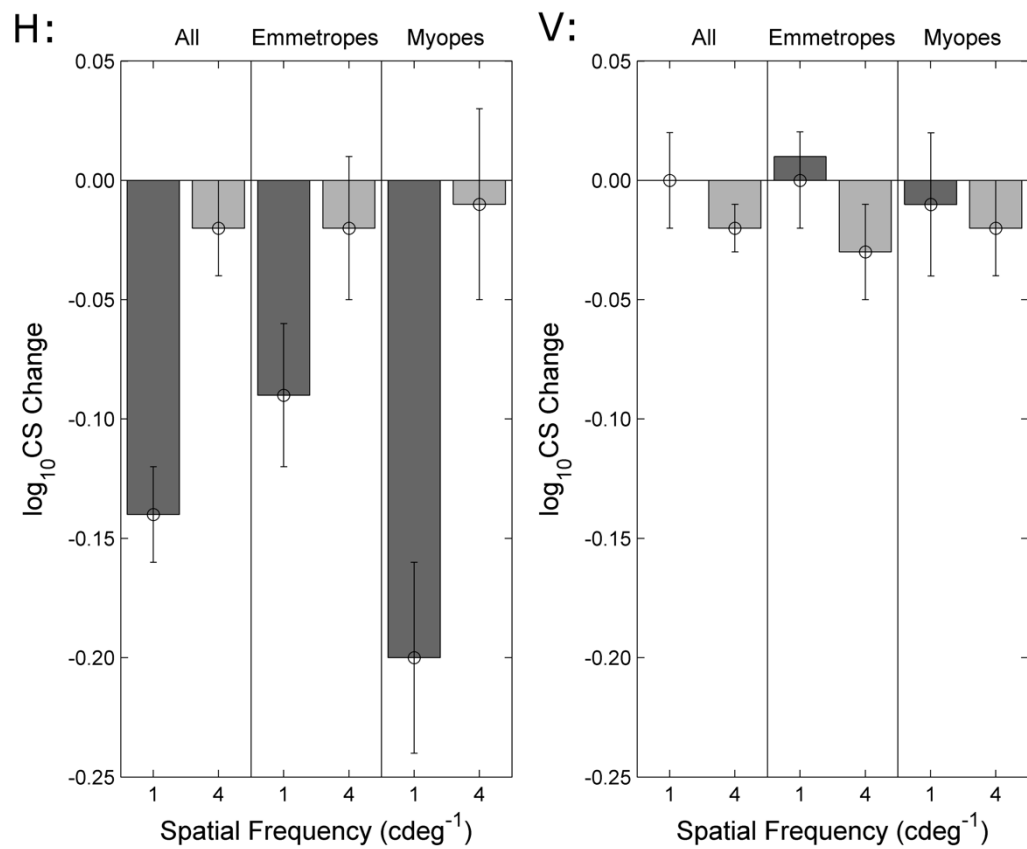 H:
All Emmetropes Myopes
0.05
0.00
-0.05
-0.10
-0.15
-0.20
-0.25
log10CS Change
1 4 1 4 1 4
Spatial Frequency (cdeg-1)
V:
All Emmetropes Myopes
0.05
0.00
-0.05
-0.10
-0.15
-0.20
-0.25
log10CS Change
1 4 1 4 1 4
Spatial Frequency (cdeg-1)